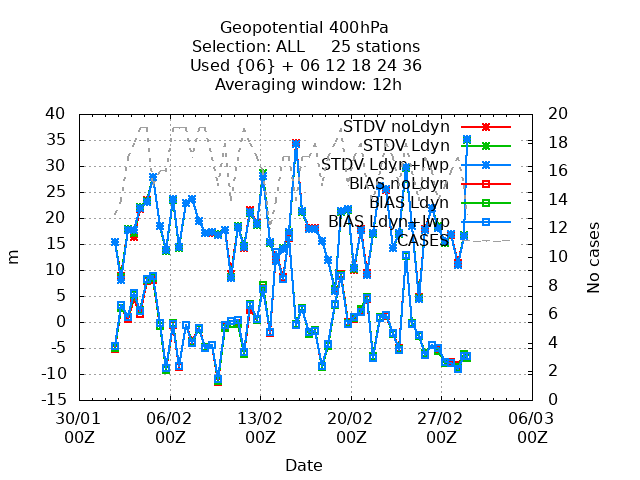 Geopotential 400hPa
Selection: ALL 25 stations
Used {06} + 06 12 18 24 36
Averaging window: 12h
40 20
35 18
30 16
25 14
20 12
15 10
10 8
5 6
0 4
-5 2
-10 0
-15
m
No cases
STDV noLdyn
STDV Ldyn
STDV Ldyn+lwp
BIAS noLdyn
BIAS Ldyn
BIAS Ldyn+lwp
CASES
30/01 06/02 13/02 20/02 27/02 06/03
00Z 00Z 00Z 00Z 00Z 00Z
Date